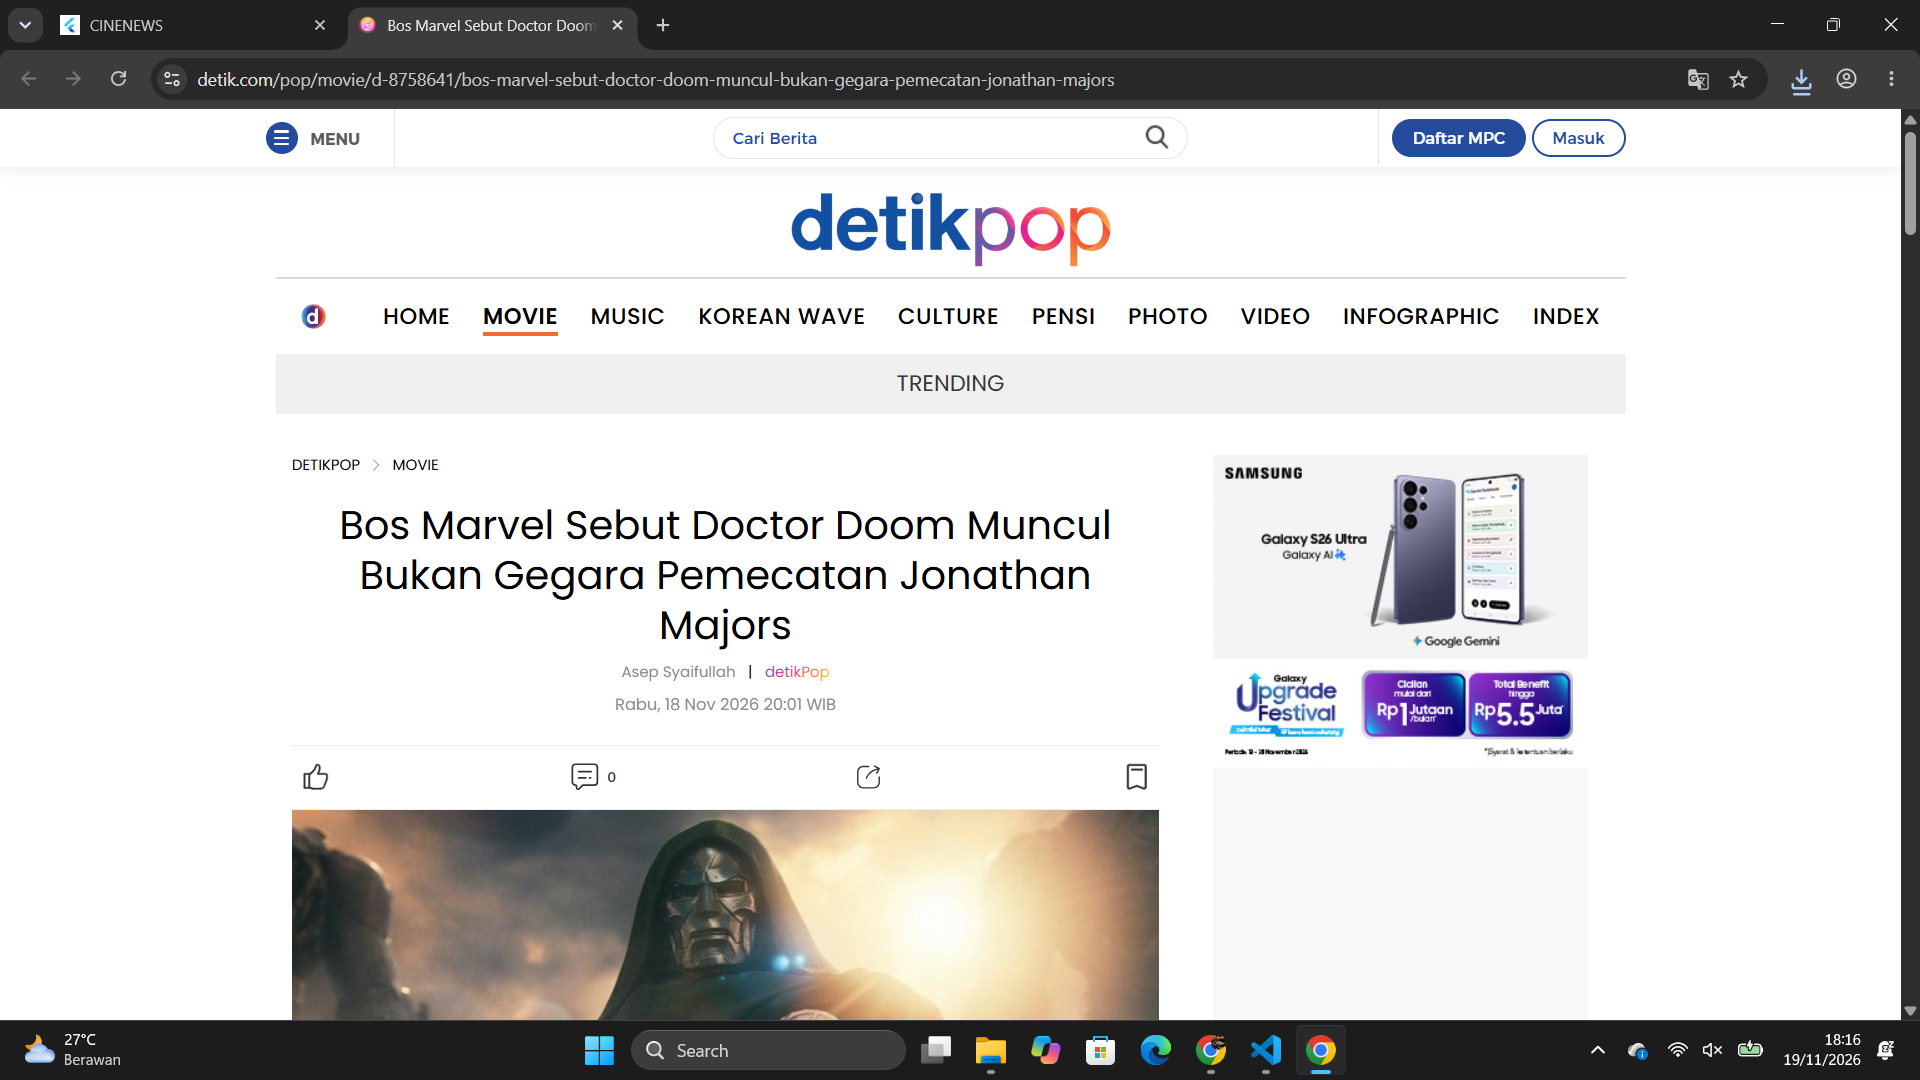 CINENEWS
Bos Marvel Sebut Doctor Doom
detik.com/pop/movie/d-8758641/bos-marvel-sebut-doctor-doom-muncul-bukan-gegara-pemecatan-jonathan-majors
MENU
Cari Berita
Daftar MPC
Masuk
detikpop
d
HOME
MOVIE
MUSIC
KOREAN WAVE
CULTURE
PENSI
PHOTO
VIDEO
INFOGRAPHIC
INDEX
TRENDING
DETIKPOP
MOVIE
Bos Marvel Sebut Doctor Doom Muncul
Bukan Gegara Pemecatan Jonathan
Majors
Asep Syaifullah | detikPop
Rabu, 18 Nov 2026 20:01 WIB
0
SAMSUNG
Galaxy S26 Ultra
Galaxy AI
Google Gemini
Galaxy
Upgrade
Festival
Cicilan
mulai dari
Rp1 Jutaan
/bulan*
Total Benefit
hingga
Rp5.5 Juta*
*Syarat & ketentuan berlaku
27°C
Berawan
Search
18:16
19/11/2026